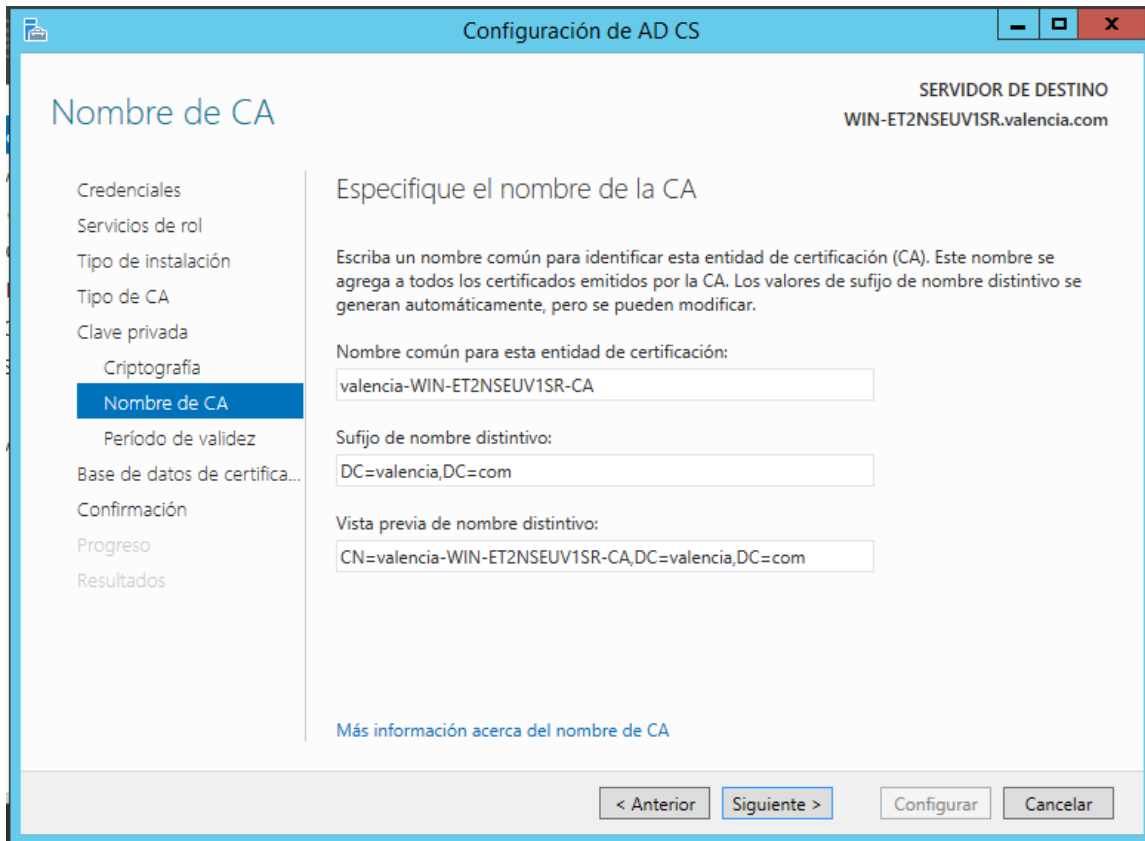 Configuración de AD CS
Nombre de CA
SERVIDOR DE DESTINO
WIN-ET2NSEUV1SR.valencia.com
Credenciales
Servicios de rol
Tipo de instalación
Tipo de CA
Clave privada
Criptografía
Nombre de CA
Período de validez
Base de datos de certifica...
Confirmación
Progreso
Resultados
Especifique el nombre de la CA
Escriba un nombre común para identificar esta entidad de certificación (CA). Este nombre se
agrega a todos los certificados emitidos por la CA. Los valores de sufijo de nombre distintivo se
generan automáticamente, pero se pueden modificar.
Nombre común para esta entidad de certificación:
valencia-WIN-ET2NSEUV1SR-CA
Sufijo de nombre distintivo:
DC=valencia,DC=com
Vista previa de nombre distintivo:
CN=valencia-WIN-ET2NSEUV1SR-CA,DC=valencia,DC=com
Más información acerca del nombre de CA
< Anterior
Siguiente >
Configurar
Cancelar